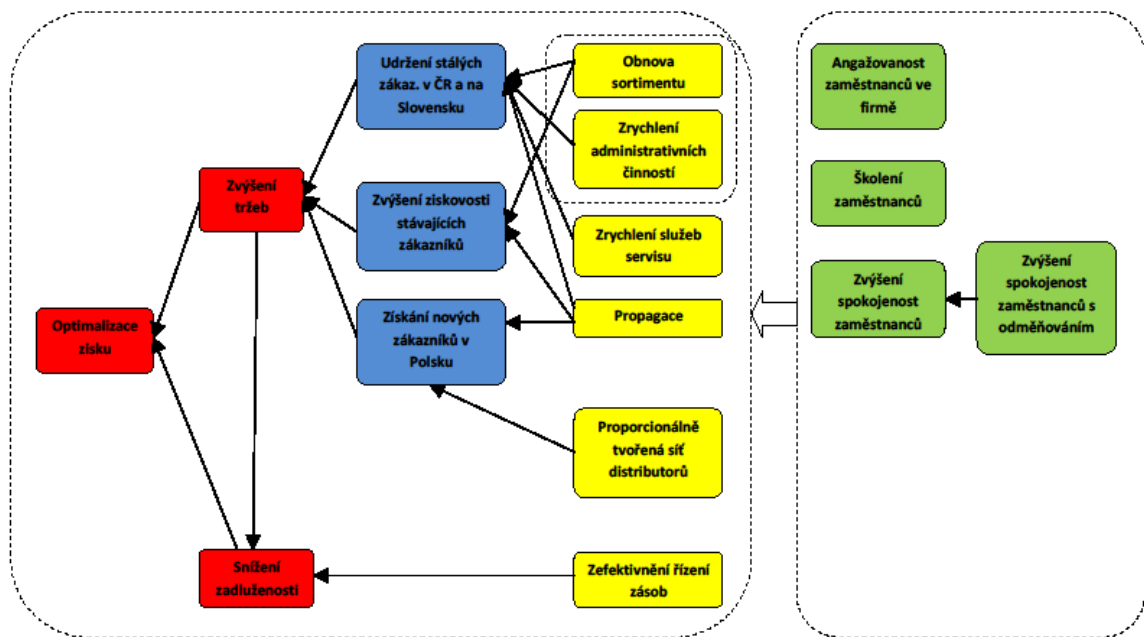 Udržení stálých
zákaz. v ČR a na
Slovensku
Obnova
sortimentu
Angažovanost
zaměstnanců ve
firmě
Zrychlení
administrativních
činností
Zvýšení
tržeb
Zvýšení ziskovosti
stávajících
zákazníků
Školení
zaměstnanců
Zrychlení služeb
servisu
Zvýšení
spokojenost
zaměstnanců
Zvýšení
spokojenost
zaměstnanců s
odměňováním
Optimalizace
zisku
Získání nových
zákazníků v
Polsku
Propagace
Proporcionálně
tvořená síť
distributorů
Snížení
zadluženosti
Zefektivnění řízení
zásob